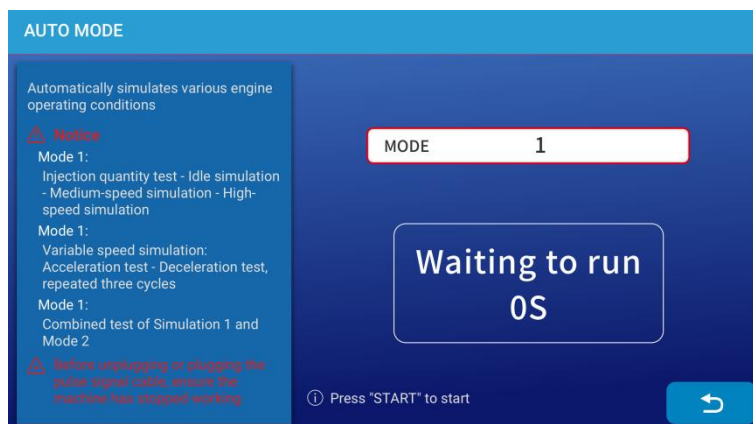 AUTO MODE
Automatically simulates various engine
operating conditions
Notice
Mode 1:
Injection quantity test - Idle simulation
- Medium-speed simulation - High-
speed simulation
Mode 1:
Variable speed simulation:
Acceleration test - Deceleration test,
repeated three cycles
Mode 1:
Combined test of Simulation 1 and
Mode 2
Before unplugging or plugging the
pulse signal cable, ensure the
machine has stopped working
MODE 1
Waiting to run
0S
Press "START" to start